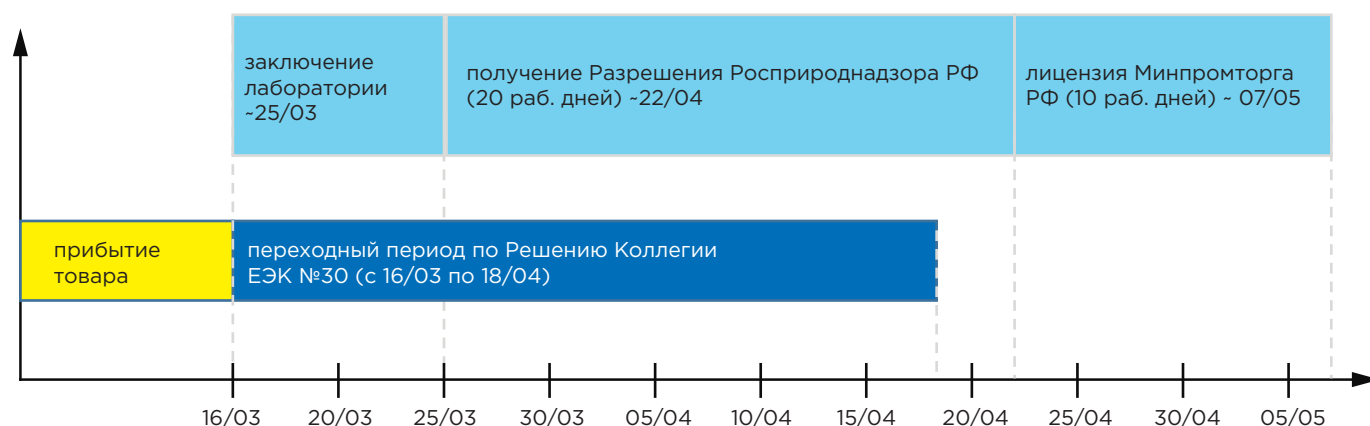 заключение
лаборатории
~25/03
получение Разрешения Росприроднадзора РФ
(20 раб. дней) ~22/04
лицензия Минпромторга
РФ (10 раб. дней) ~ 07/05
прибытие
товара
переходный период по Решению Коллегии
ЕЭК №30 (с 16/03 по 18/04)
16/03 20/03 25/03 30/03 05/04 10/04 15/04 20/04 25/04 30/04 05/05